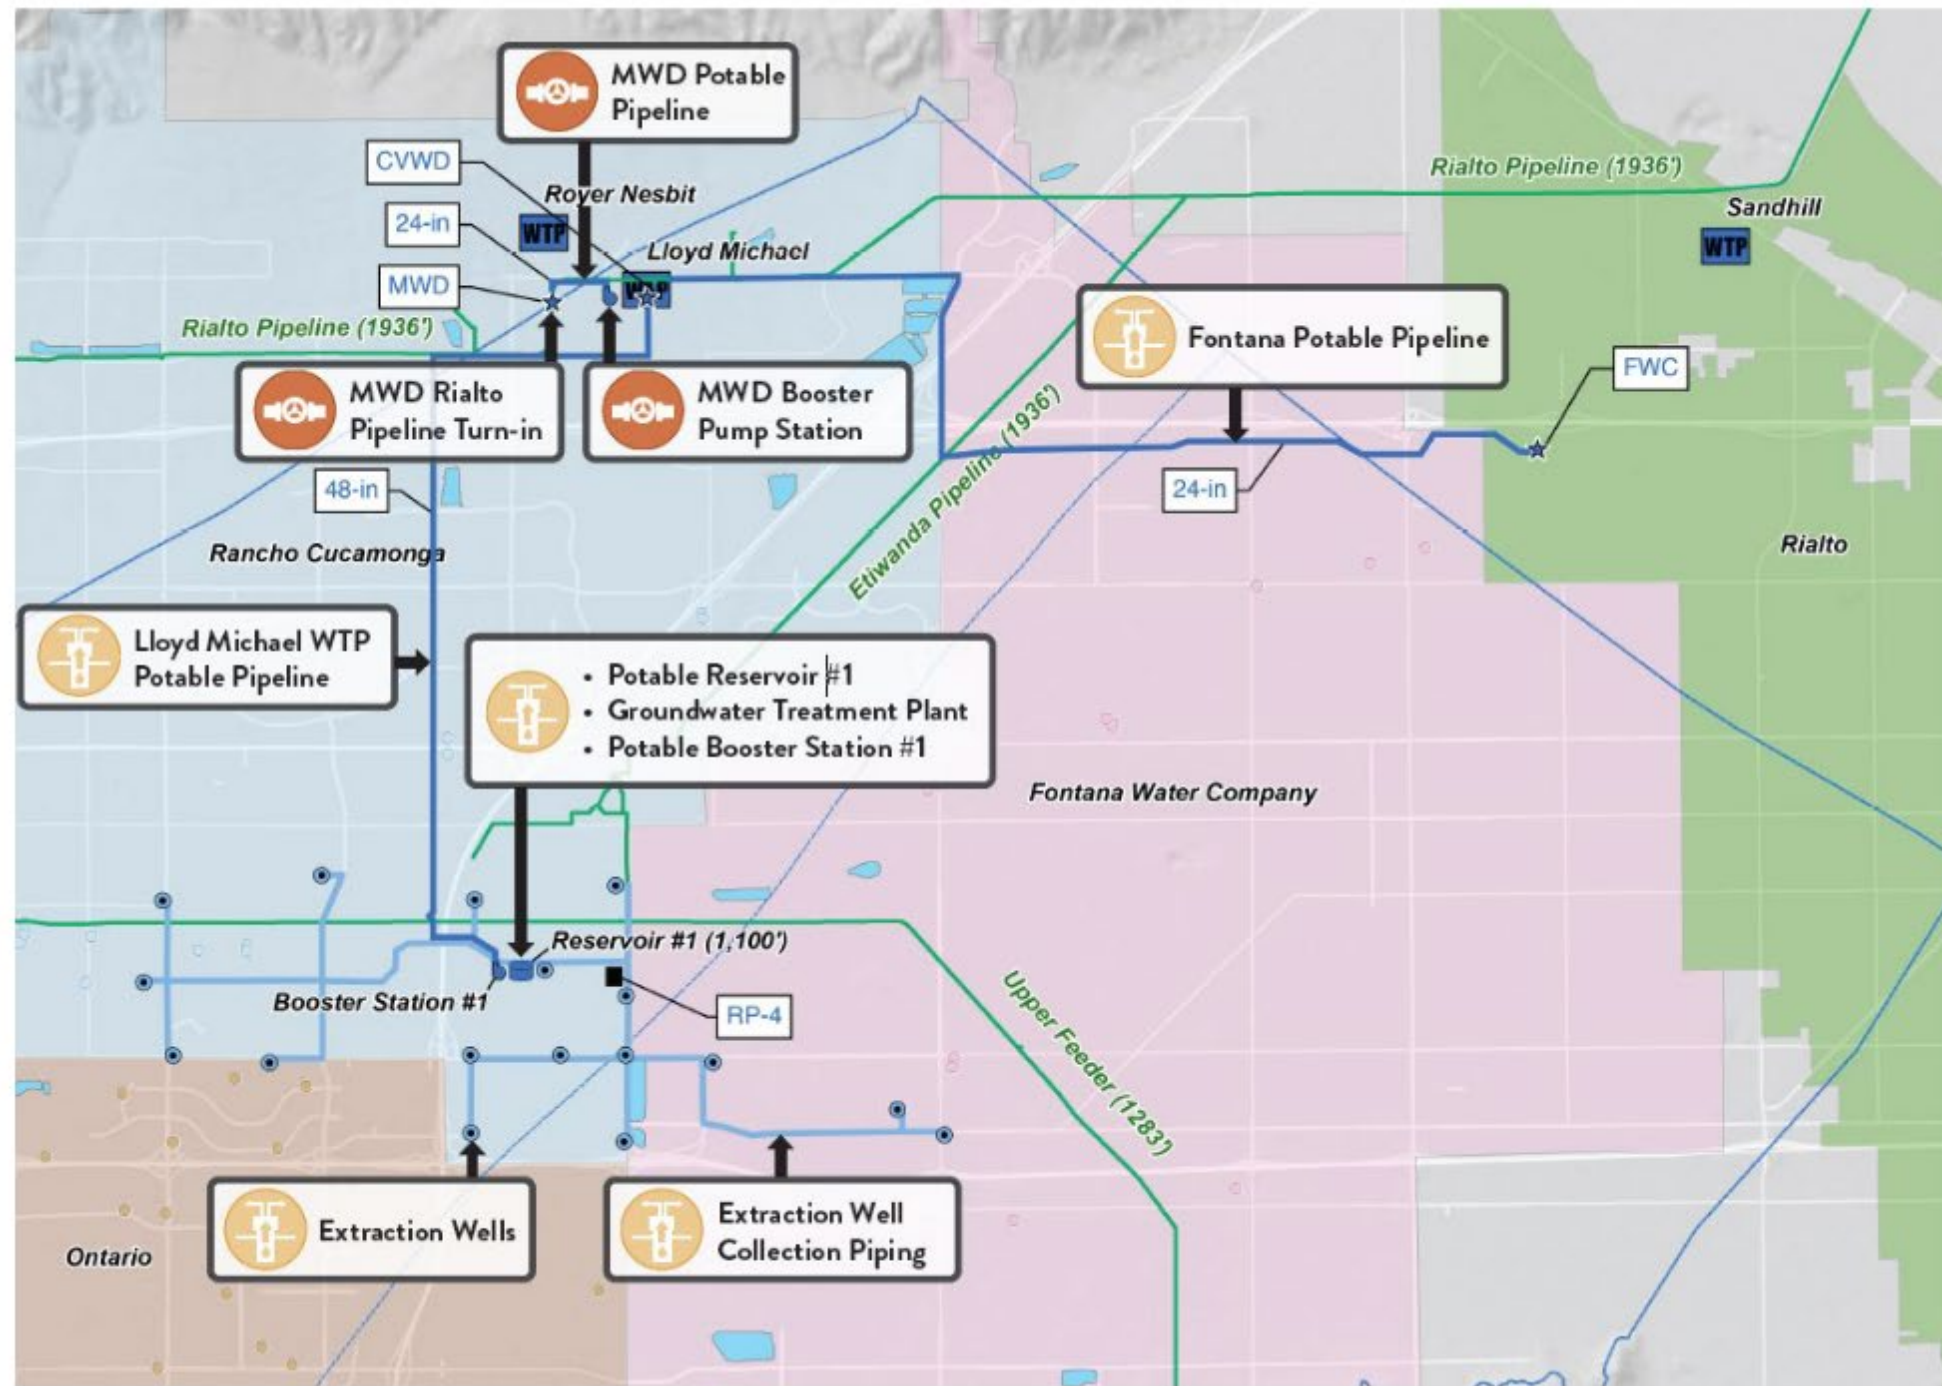 MWD Potable
Pipeline
CVWD
Royer Nesbit
24-in
WTP
Lloyd Michael
MWD
WTP
Rialto Pipeline (1936')
Rialto Pipeline (1936')
Sandhill
WTP
MWD Rialto
Pipeline Turn-in
MWD Booster
Pump Station
Fontana Potable Pipeline
FWC
48-in
24-in
Etiwanda Pipeline (1936')
Rancho Cucamonga
Rialto
Lloyd Michael WTP
Potable Pipeline
• Potable Reservoir #1
• Groundwater Treatment Plant
• Potable Booster Station #1
Fontana Water Company
Reservoir #1 (1,100')
Booster Station #1
RP-4
Upper Feeder (1283')
Extraction Wells
Extraction Well
Collection Piping
Ontario